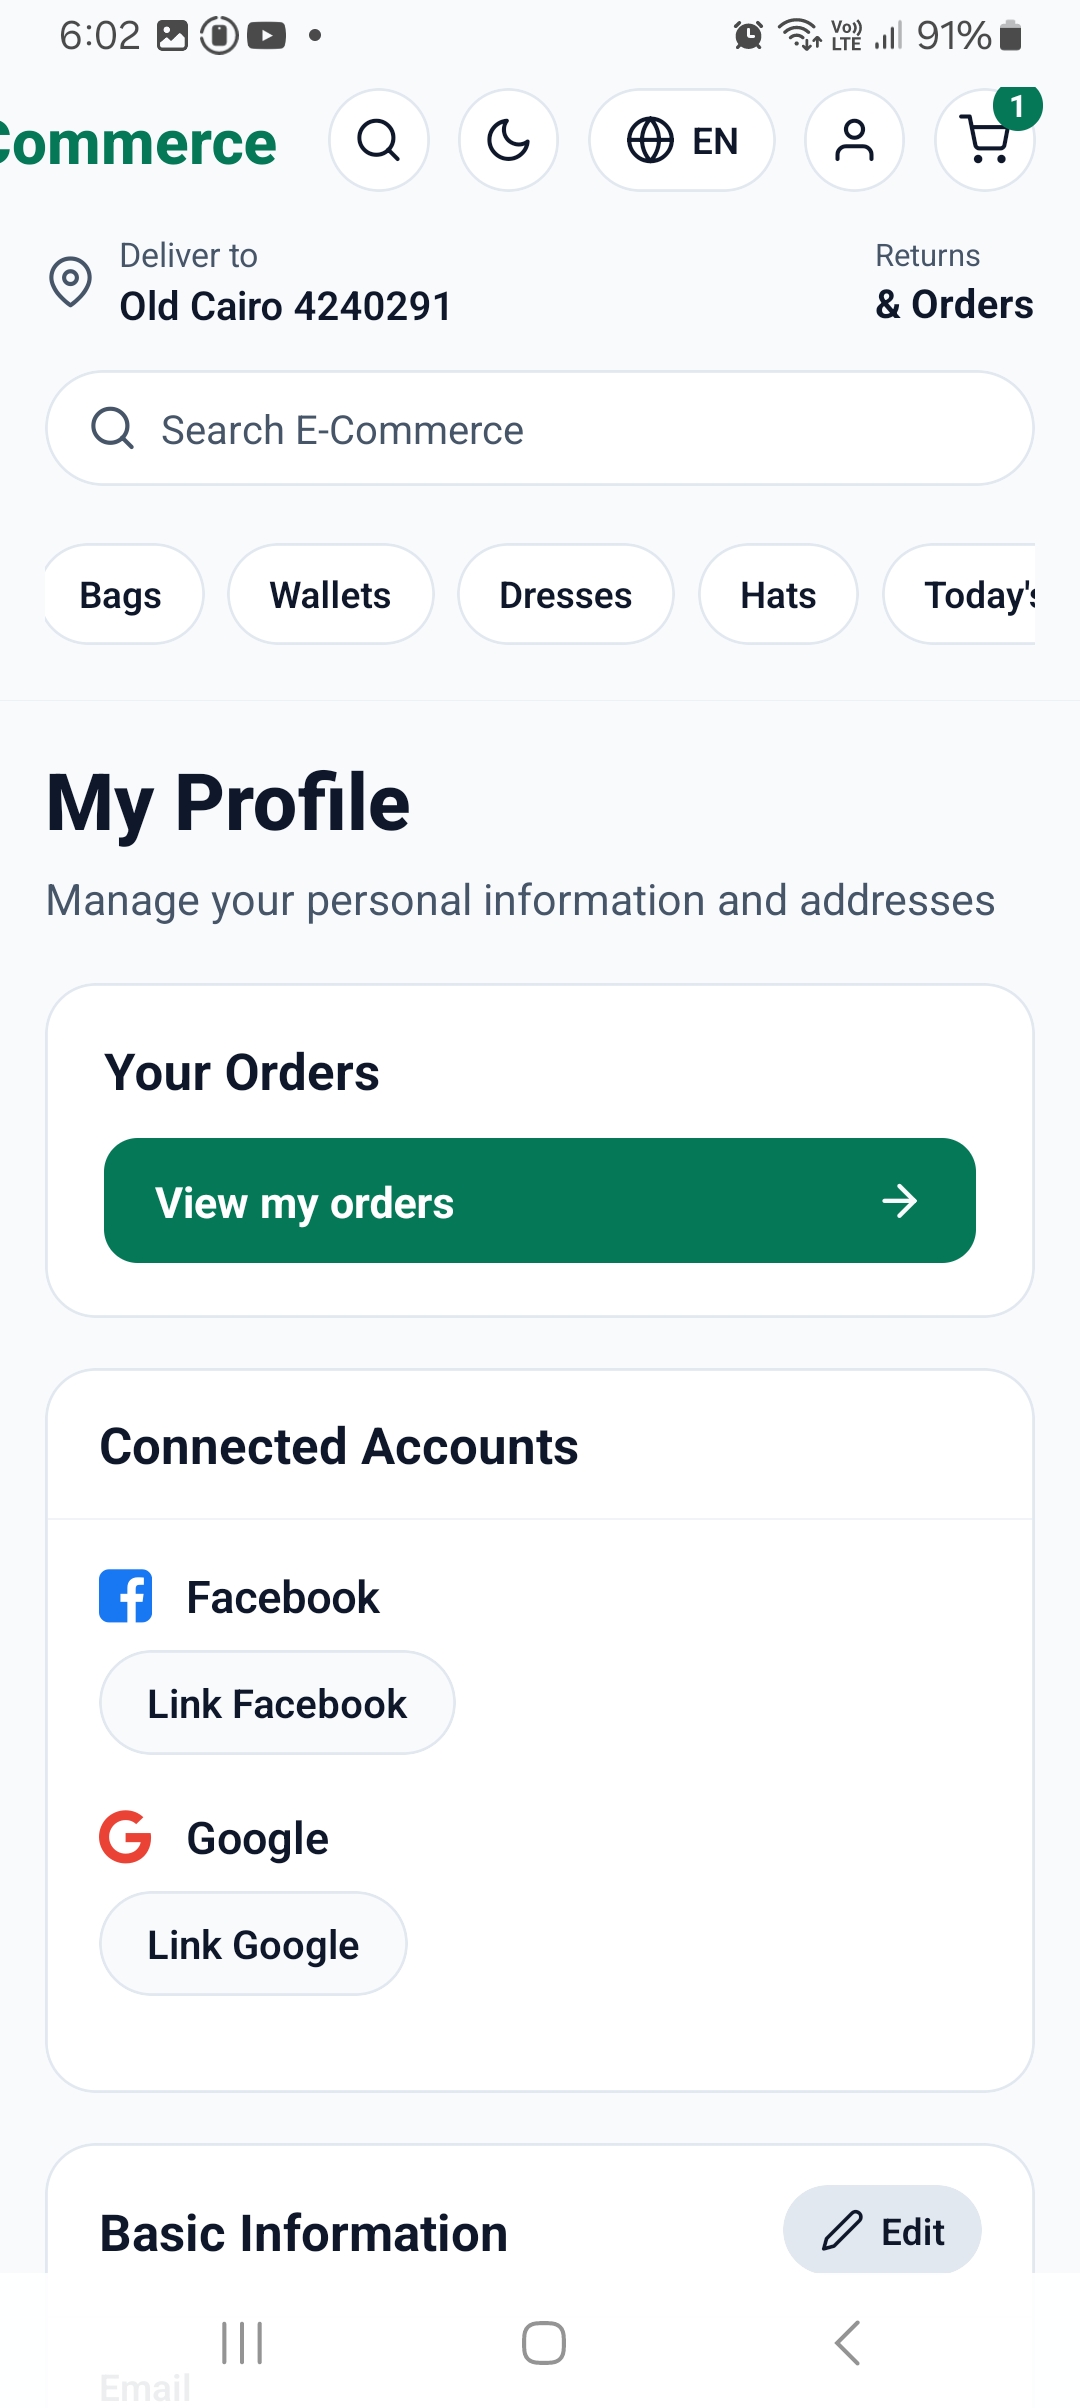 6:02
Vo)) LTE
91%
Commerce
EN
1
Deliver to
Old Cairo 4240291
Returns
& Orders
Search E-Commerce
Bags
Wallets
Dresses
Hats
Today's
My Profile
Manage your personal information and addresses
Your Orders
View my orders
Connected Accounts
Facebook
Link Facebook
Google
Link Google
Basic Information
Edit
Email